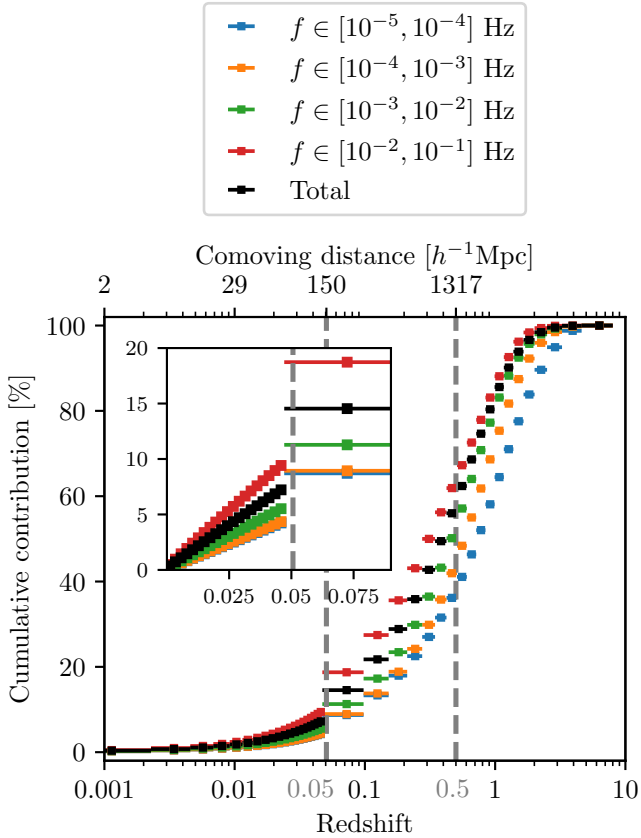 f ∈ [10⁻⁵, 10⁻⁴] Hz
f ∈ [10⁻⁴, 10⁻³] Hz
f ∈ [10⁻³, 10⁻²] Hz
f ∈ [10⁻², 10⁻¹] Hz
Total
Comoving distance [h⁻¹Mpc]
2 29 150 1317
100
80
60
40
20
0
Cumulative contribution [%]
20
15
10
5
0
0.025 0.05 0.075
0.001 0.01 0.05 0.1 0.5 1 10
Redshift